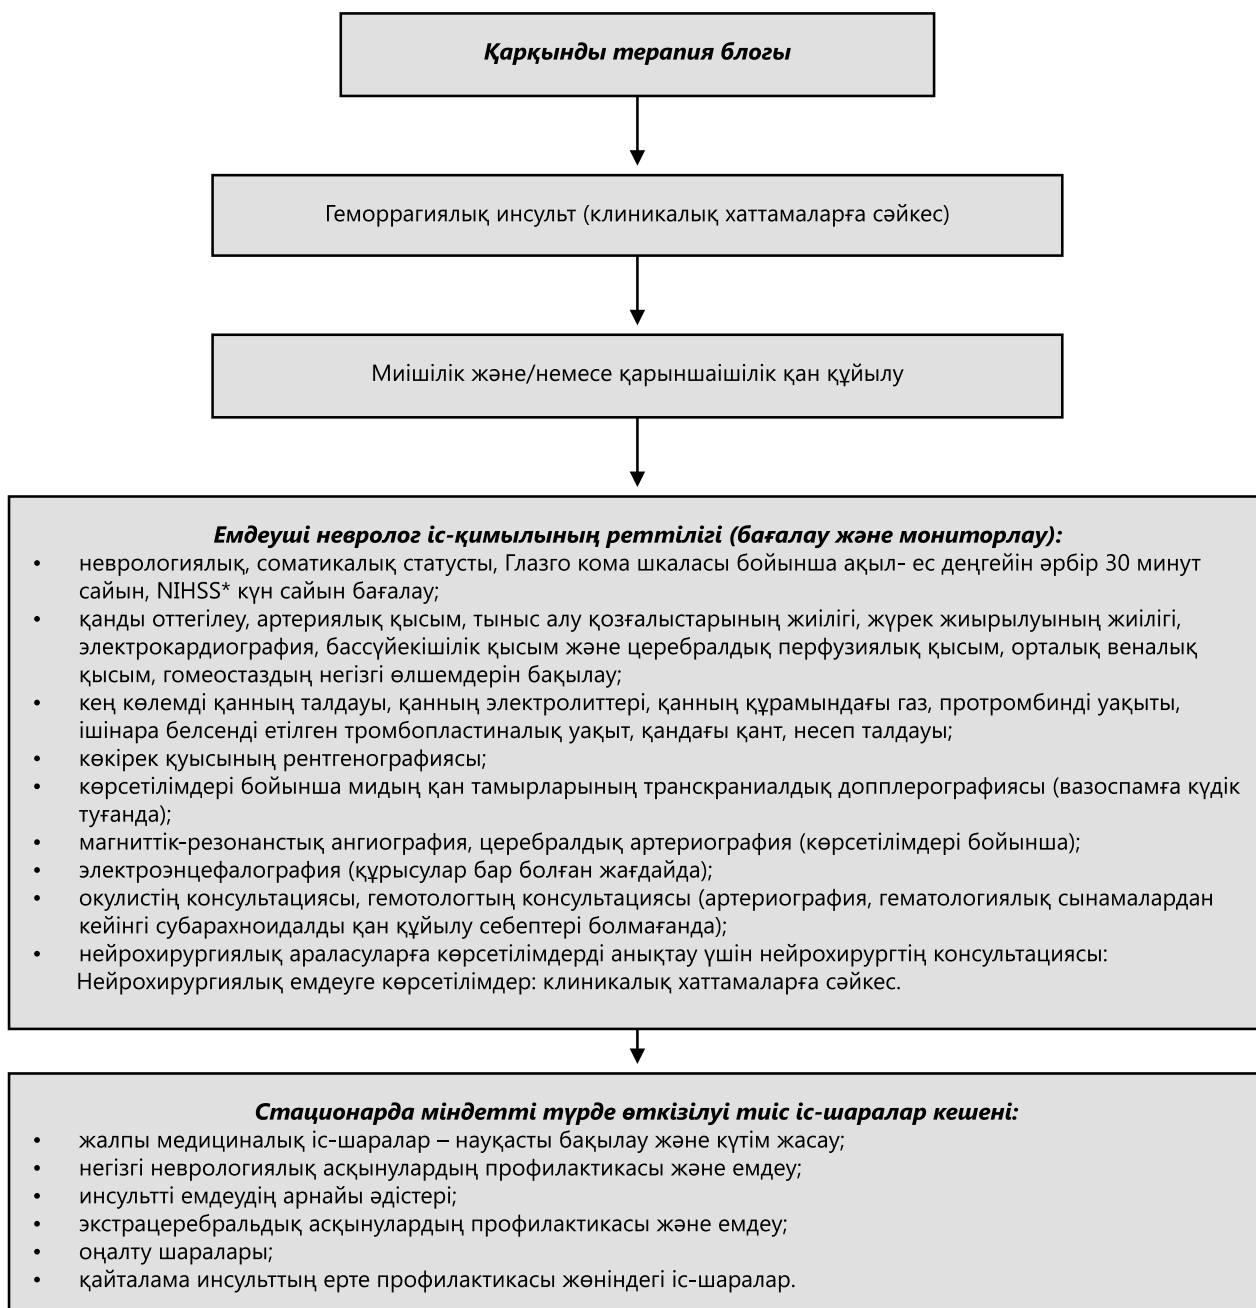 Қарқынды терапия блогы
Геморрагиялық инсульт (клиникалық хаттамаларға сәйкес)
Миішілік және/немесе қарыншаішілік қан құйылу
Емдеуші невролог іс-қимылының реттілігі (бағалау және мониторлау):
• неврологиялық, соматикалық статусты, Глазго кома шкаласы бойынша ақыл- ес деңгейін әрбір 30 минут
сайын, NIHSS* күн сайын бағалау;
• қанды оттегілеу, артериялық қысым, тыныс алу қозғалыстарының жиілігі, жүрек жиырылуының жиілігі,
электрокардиография, бассүйекішілік қысым және церебралдық перфузиялық қысым, орталық веналық
қысым, гомеостаздың негізгі өлшемдерін бақылау;
• кең көлемді қанның талдауы, қанның электролиттері, қанның құрамындағы газ, протромбинді уақыты,
ішінара белсенді етілген тромбопластиналық уақыт, қандағы қант, несеп талдауы;
• көкірек қуысының рентгенографиясы;
• көрсетілімдері бойынша мидың қан тамырларының транскраниалдық допплерографиясы (вазоспамға күдік
туғанда);
• магниттік-резонанстық ангиография, церебралдық артериография (көрсетілімдері бойынша);
• электроэнцефалография (құрысулар бар болған жағдайда);
• окулистің консультациясы, гемотологтың консультациясы (артериография, гематологиялық сынамалардан
кейінгі субарахноидалды қан құйылу себептері болмағанда);
• нейрохирургиялық араласуларға көрсетілімдерді анықтау үшін нейрохирургтің консультациясы:
Нейрохирургиялық емдеуге көрсетілімдер: клиникалық хаттамаларға сәйкес.
Стационарда міндетті түрде өткізілуі тиіс іс-шаралар кешені:
• жалпы медициналық іс-шаралар – науқасты бақылау және күтім жасау;
• негізгі неврологиялық асқынулардың профилактикасы және емдеу;
• инсультті емдеудің арнайы әдістері;
• экстрацеребральдық асқынулардың профилактикасы және емдеу;
• оңалту шаралары;
• қайталама инсульттың ерте профилактикасы жөніндегі іс-шаралар.